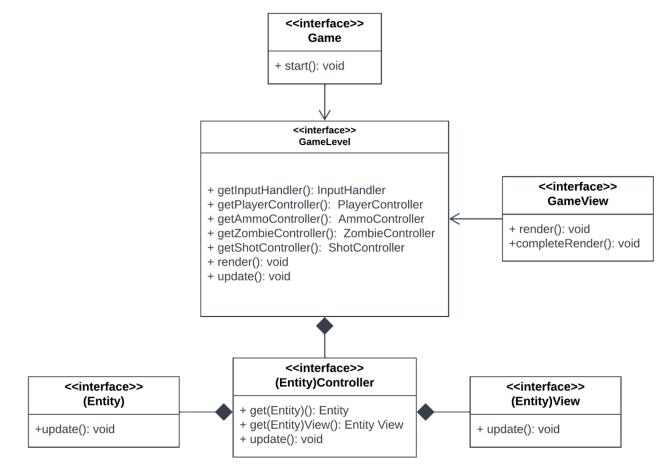 <<interface>>
Game
+ start(): void
<<interface>>
GameLevel
+ getInputHandler(): InputHandler
+ getPlayerController(): PlayerController
+ getAmmoController(): AmmoController
+ getZombieController(): ZombieController
+ getShotController(): ShotController
+ render(): void
+ update(): void
<<interface>>
GameView
+ render(): void
+completeRender(): void
<<interface>>
(Entity)
+update(): void
<<interface>>
(Entity)Controller
+ get(Entity)(): Entity
+ get(Entity)View(): Entity View
+ update(): void
<<interface>>
(Entity)View
+ update(): void